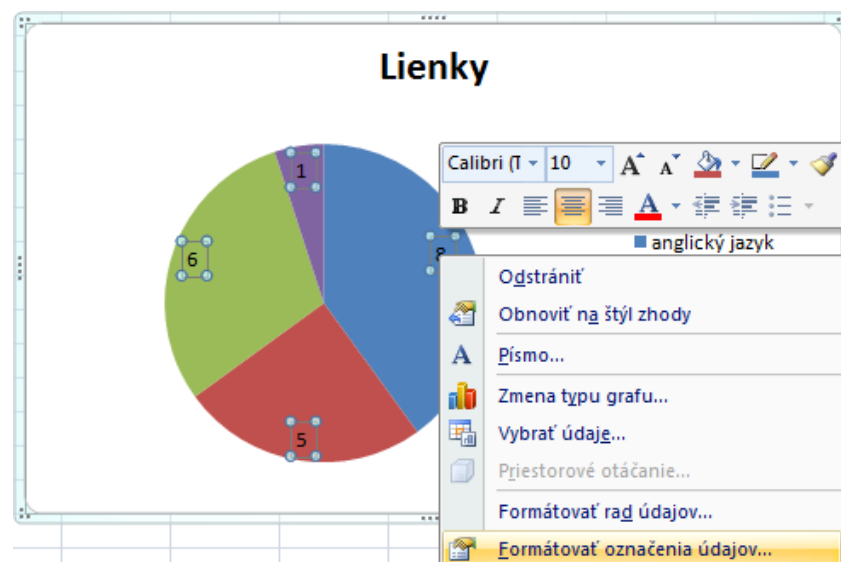 Lienky
1
8
6
5
Calibri (T 10 A A
B I A
anglický jazyk
Odstrániť
Obnoviť na štýl zhody
A Písmo...
Zmena typu grafu...
Vybrať údaje...
Priestorové otáčanie...
Formátovať rad údajov...
Formátovať označenia údajov...